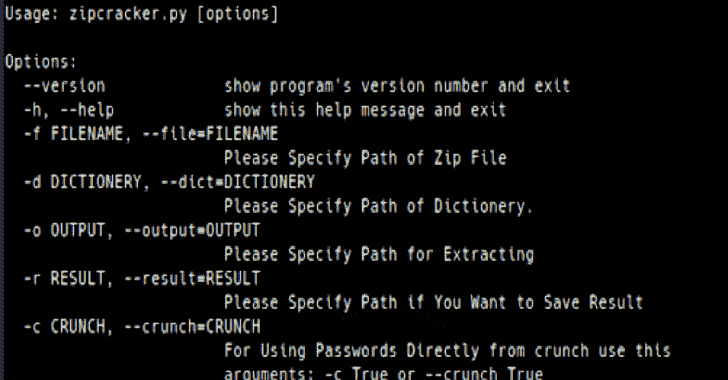 Usage: zipcracker.py [options]
Options:
--version show program's version number and exit
-h, --help show this help message and exit
-f FILENAME, --file=FILENAME
Please Specify Path of Zip File
-d DICTIONERY, --dict=DICTIONERY
Please Specify Path of Dictionery.
-o OUTPUT, --output=OUTPUT
Please Specify Path for Extracting
-r RESULT, --result=RESULT
Please Specify Path if You Want to Save Result
-c CRUNCH, --crunch=CRUNCH
For Using Passwords Directly from crunch use this
arguments: -c True or --crunch True